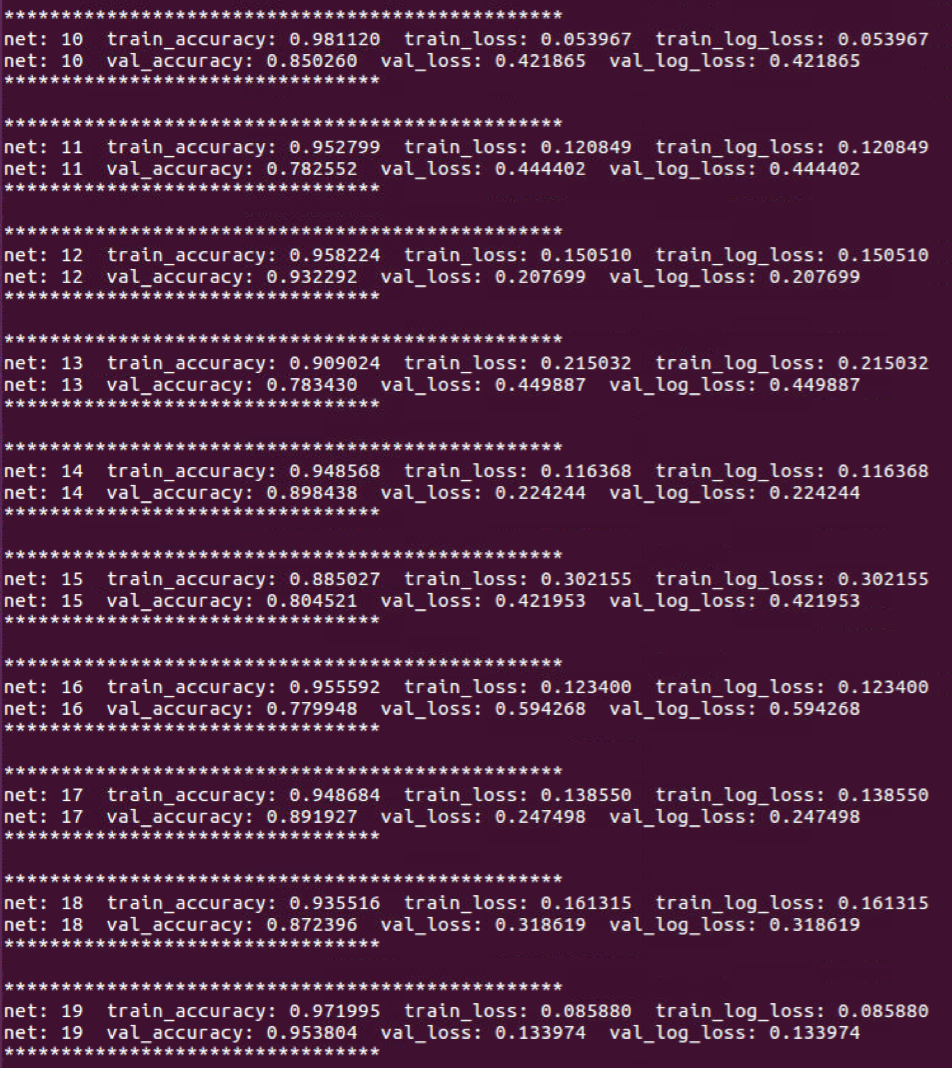 *************************************************
net: 10  train_accuracy: 0.981120  train_loss: 0.053967  train_log_loss: 0.053967
net: 10  val_accuracy: 0.850260  val_loss: 0.421865  val_log_loss: 0.421865
*********************************
*************************************************
net: 11  train_accuracy: 0.952799  train_loss: 0.120849  train_log_loss: 0.120849
net: 11  val_accuracy: 0.782552  val_loss: 0.444402  val_log_loss: 0.444402
*********************************
*************************************************
net: 12  train_accuracy: 0.958224  train_loss: 0.150510  train_log_loss: 0.150510
net: 12  val_accuracy: 0.932292  val_loss: 0.207699  val_log_loss: 0.207699
*********************************
*************************************************
net: 13  train_accuracy: 0.909024  train_loss: 0.215032  train_log_loss: 0.215032
net: 13  val_accuracy: 0.783430  val_loss: 0.449887  val_log_loss: 0.449887
*********************************
*************************************************
net: 14  train_accuracy: 0.948568  train_loss: 0.116368  train_log_loss: 0.116368
net: 14  val_accuracy: 0.898438  val_loss: 0.224244  val_log_loss: 0.224244
*********************************
*************************************************
net: 15  train_accuracy: 0.885027  train_loss: 0.302155  train_log_loss: 0.302155
net: 15  val_accuracy: 0.804521  val_loss: 0.421953  val_log_loss: 0.421953
*********************************
*************************************************
net: 16  train_accuracy: 0.955592  train_loss: 0.123400  train_log_loss: 0.123400
net: 16  val_accuracy: 0.779948  val_loss: 0.594268  val_log_loss: 0.594268
*********************************
*************************************************
net: 17  train_accuracy: 0.948684  train_loss: 0.138550  train_log_loss: 0.138550
net: 17  val_accuracy: 0.891927  val_loss: 0.247498  val_log_loss: 0.247498
*********************************
*************************************************
net: 18  train_accuracy: 0.935516  train_loss: 0.161315  train_log_loss: 0.161315
net: 18  val_accuracy: 0.872396  val_loss: 0.318619  val_log_loss: 0.318619
*********************************
*************************************************
net: 19  train_accuracy: 0.971995  train_loss: 0.085880  train_log_loss: 0.085880
net: 19  val_accuracy: 0.953804  val_loss: 0.133974  val_log_loss: 0.133974
*********************************